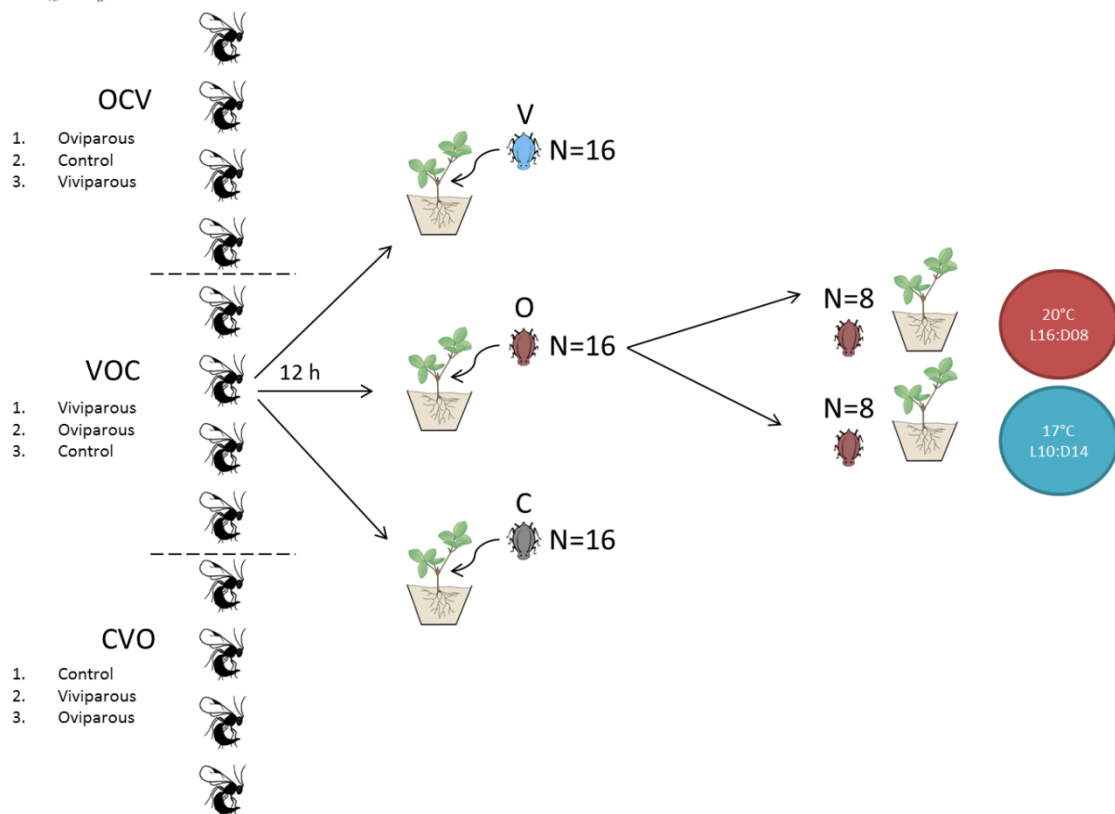 OCV
1. Oviparous
2. Control
3. Viviparous
VOC
1. Viviparous
2. Oviparous
3. Control
CVO
1. Control
2. Viviparous
3. Oviparous
12 h
V
N=16
O
N=16
C
N=16
N=8
20°C
L16:D08
N=8
17°C
L10:D14